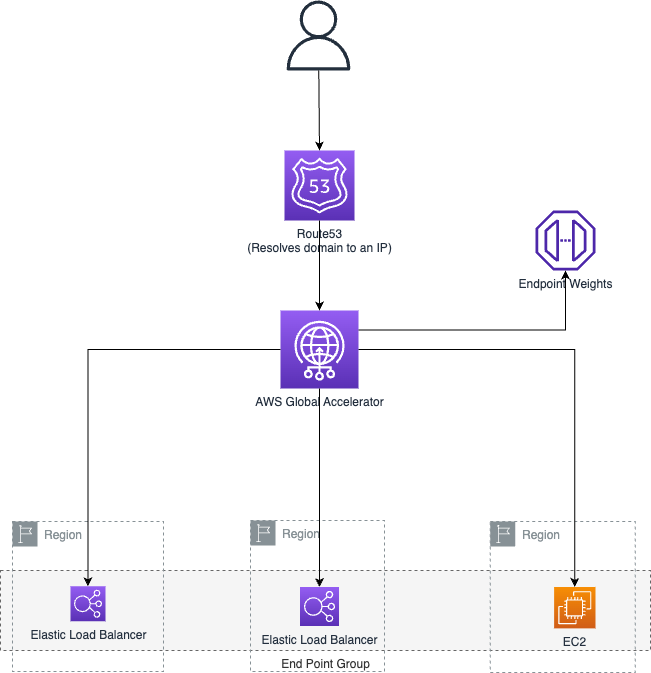 53
Route53
(Resolves domain to an IP)
Endpoint Weights
AWS Global Accelerator
Region
Region
Region
Elastic Load Balancer
Elastic Load Balancer
EC2
End Point Group